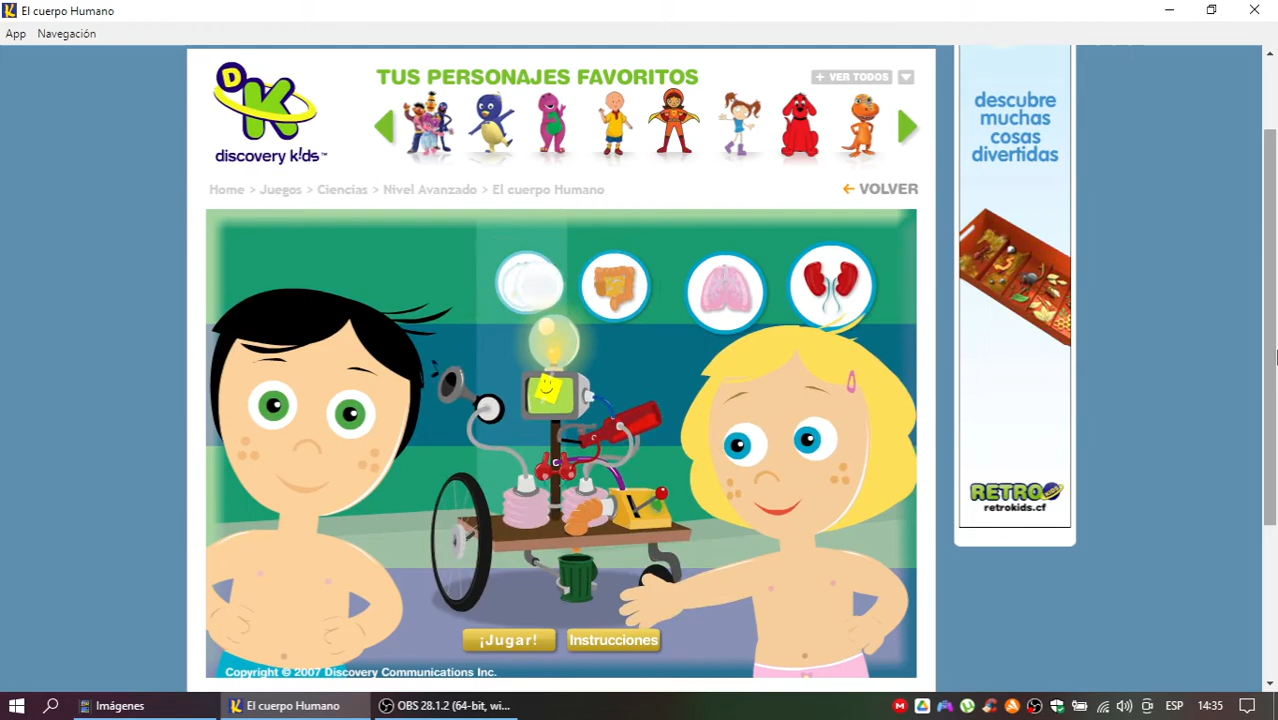 El cuerpo Humano
App Navegación
D
K
discovery k!ds™
TUS PERSONAJES FAVORITOS
+ VER TODOS
Home > Juegos > Ciencias > Nivel Avanzado > El cuerpo Humano
← VOLVER
descubre
muchas
cosas
divertidas
RETRO
retrokids.cf
¡Jugar!
Instrucciones
Copyright © 2007 Discovery Communications Inc.
Imágenes
El cuerpo Humano
OBS 28.1.2 (64-bit, wi...
ESP
14:35